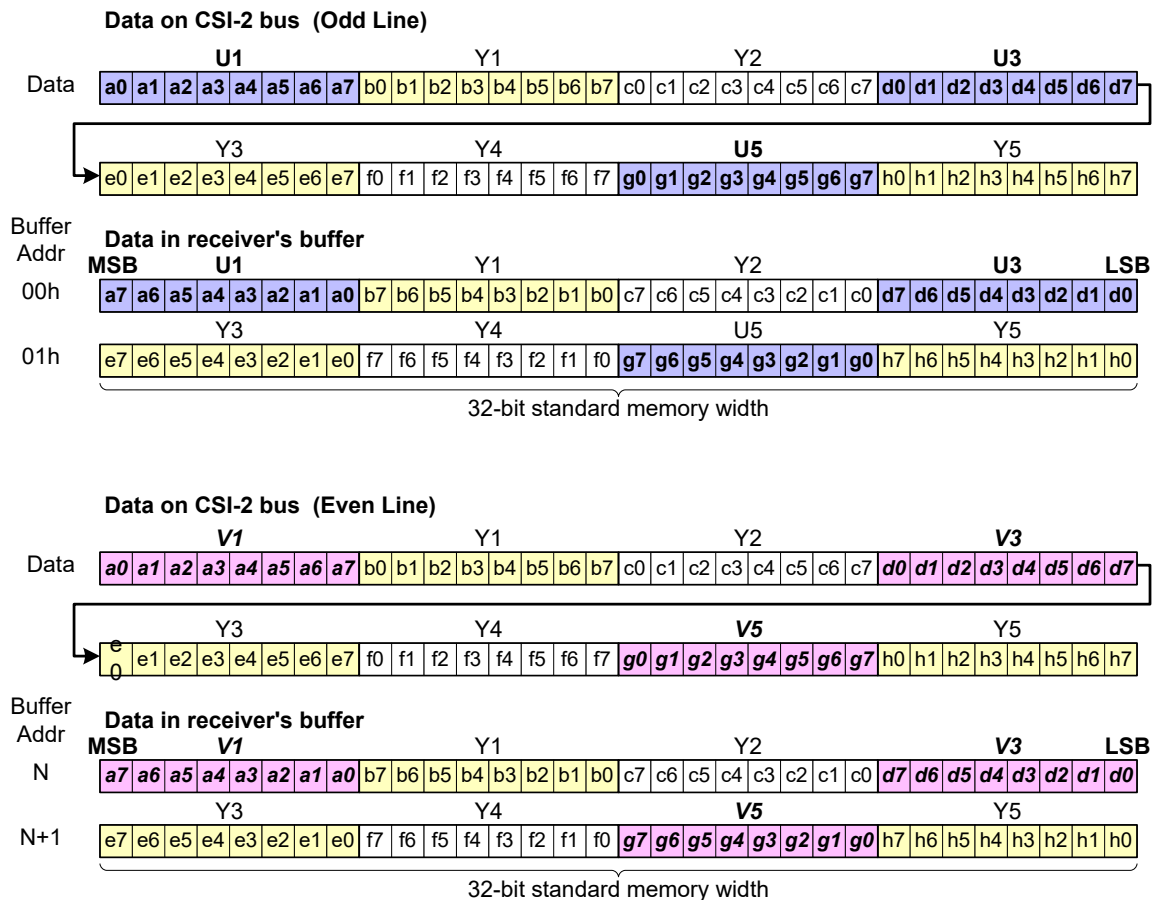 Data on CSI-2 bus (Odd Line)
U1 Y1 Y2 U3
Data a0 a1 a2 a3 a4 a5 a6 a7 b0 b1 b2 b3 b4 b5 b6 b7 c0 c1 c2 c3 c4 c5 c6 c7 d0 d1 d2 d3 d4 d5 d6 d7
Y3 Y4 U5 Y5
e0 e1 e2 e3 e4 e5 e6 e7 f0 f1 f2 f3 f4 f5 f6 f7 g0 g1 g2 g3 g4 g5 g6 g7 h0 h1 h2 h3 h4 h5 h6 h7
Buffer
Addr
Data in receiver's buffer
MSB U1 Y1 Y2 U3 LSB
00h a7 a6 a5 a4 a3 a2 a1 a0 b7 b6 b5 b4 b3 b2 b1 b0 c7 c6 c5 c4 c3 c2 c1 c0 d7 d6 d5 d4 d3 d2 d1 d0
Y3 Y4 U5 Y5
01h e7 e6 e5 e4 e3 e2 e1 e0 f7 f6 f5 f4 f3 f2 f1 f0 g7 g6 g5 g4 g3 g2 g1 g0 h7 h6 h5 h4 h3 h2 h1 h0
32-bit standard memory width
Data on CSI-2 bus (Even Line)
V1 Y1 Y2 V3
Data a0 a1 a2 a3 a4 a5 a6 a7 b0 b1 b2 b3 b4 b5 b6 b7 c0 c1 c2 c3 c4 c5 c6 c7 d0 d1 d2 d3 d4 d5 d6 d7
Y3 Y4 V5 Y5
e0 e1 e2 e3 e4 e5 e6 e7 f0 f1 f2 f3 f4 f5 f6 f7 g0 g1 g2 g3 g4 g5 g6 g7 h0 h1 h2 h3 h4 h5 h6 h7
Buffer
Addr
Data in receiver's buffer
MSB V1 Y1 Y2 V3 LSB
N a7 a6 a5 a4 a3 a2 a1 a0 b7 b6 b5 b4 b3 b2 b1 b0 c7 c6 c5 c4 c3 c2 c1 c0 d7 d6 d5 d4 d3 d2 d1 d0
Y3 Y4 V5 Y5
N+1 e7 e6 e5 e4 e3 e2 e1 e0 f7 f6 f5 f4 f3 f2 f1 f0 g7 g6 g5 g4 g3 g2 g1 g0 h7 h6 h5 h4 h3 h2 h1 h0
32-bit standard memory width